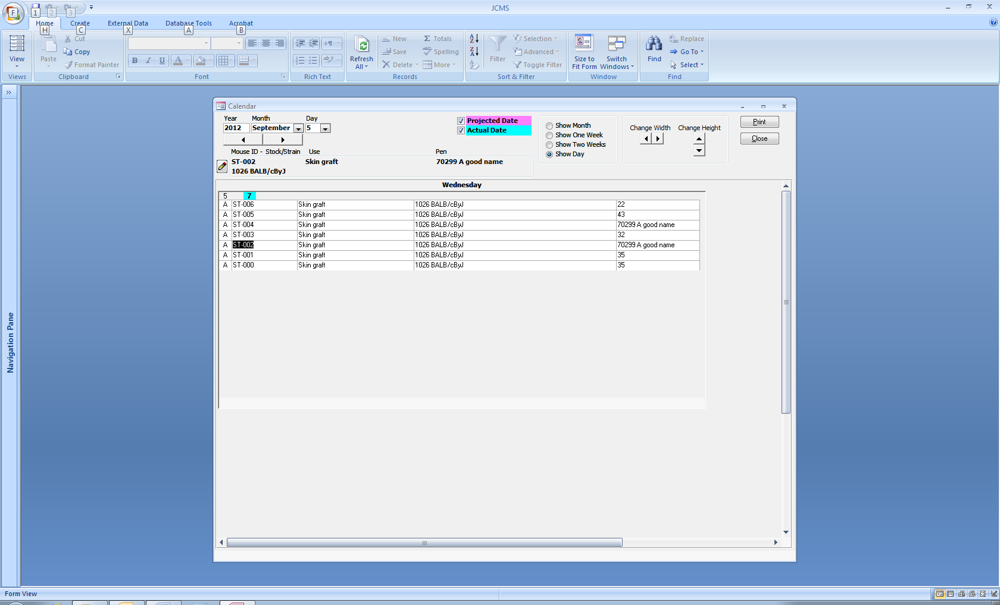 JCMS
F 1 2 3
Home Create External Data Database Tools Acrobat
H C X A B
View
Views
Paste
Cut
Copy
Format Painter
Clipboard
B I U A
Font
Rich Text
Refresh All
New
Save
Delete
Σ Totals
Spelling
More
Records
Filter
Selection
Advanced
Toggle Filter
Sort & Filter
Size to Fit Form
Switch Windows
Window
Find
Replace
Go To
Select
Find
Navigation Pane
Calendar
Year Month Day
2012 September 5
Projected Date
Actual Date
Show Month
Show One Week
Show Two Weeks
Show Day
Change Width Change Height
Print
Close
Mouse ID - Stock/Strain Use Pen
ST-002 Skin graft 70299 A good name
1026 BALB/cByJ
Wednesday
5 7
A ST-006 Skin graft 1026 BALB/cByJ 22
A ST-005 Skin graft 1026 BALB/cByJ 43
A ST-004 Skin graft 1026 BALB/cByJ 70299 A good name
A ST-003 Skin graft 1026 BALB/cByJ 32
A ST-002 Skin graft 1026 BALB/cByJ 70299 A good name
A ST-001 Skin graft 1026 BALB/cByJ 35
A ST-000 Skin graft 1026 BALB/cByJ 35
Form View